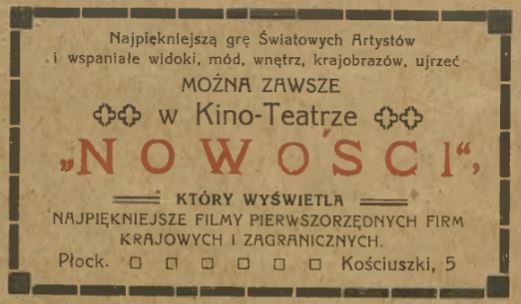 Najpiękniejszą grę Światowych Artystów
i wspaniałe widoki, mód, wnętrz, krajobrazów, ujrzeć
MOŻNA ZAWSZE
w Kino-Teatrze
„NOWOŚCI“,
KTÓRY WYŚWIETLA
NAJPIĘKNIEJSZE FILMY PIERWSZORZĘDNYCH FIRM
KRAJOWYCH I ZAGRANICZNYCH.
Płock. Kościuszki, 5